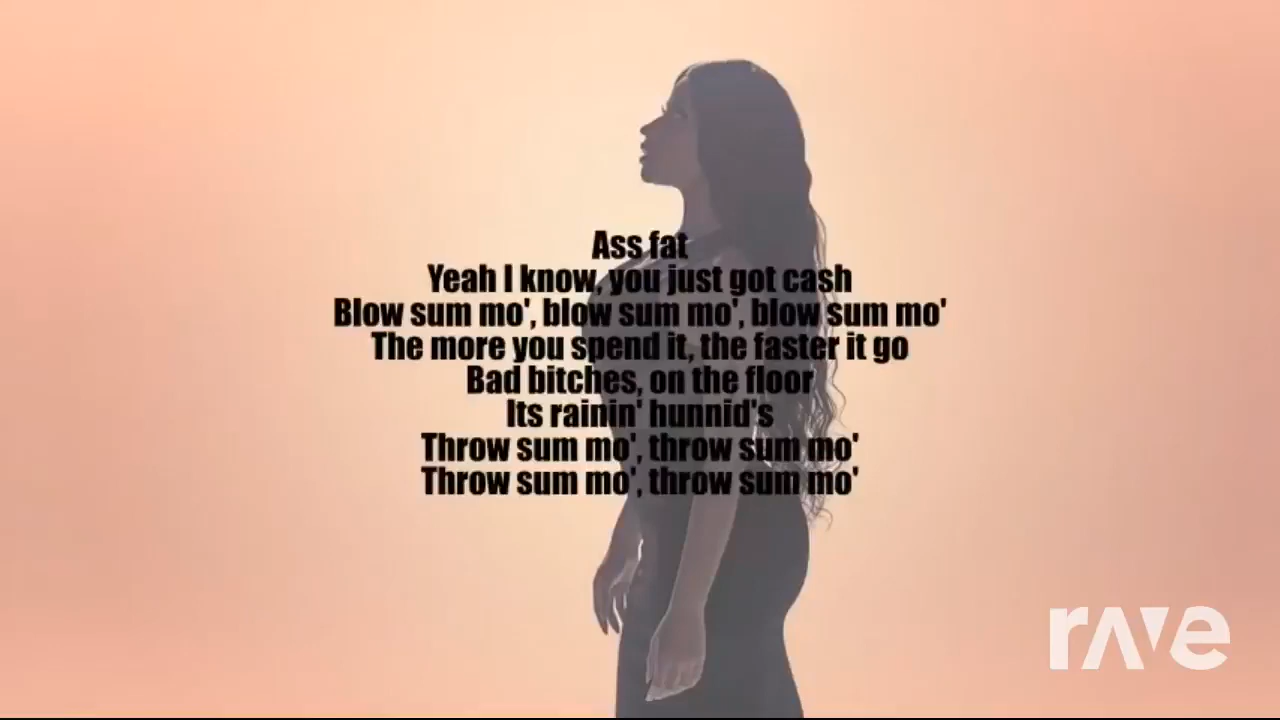 Ass fat
Yeah I know, you just got cash
Blow sum mo', blow sum mo', blow sum mo'
The more you spend it, the faster it go
Bad bitches, on the floor
Its rainin' hunnid's
Throw sum mo', throw sum mo'
Throw sum mo', throw sum mo'
rave